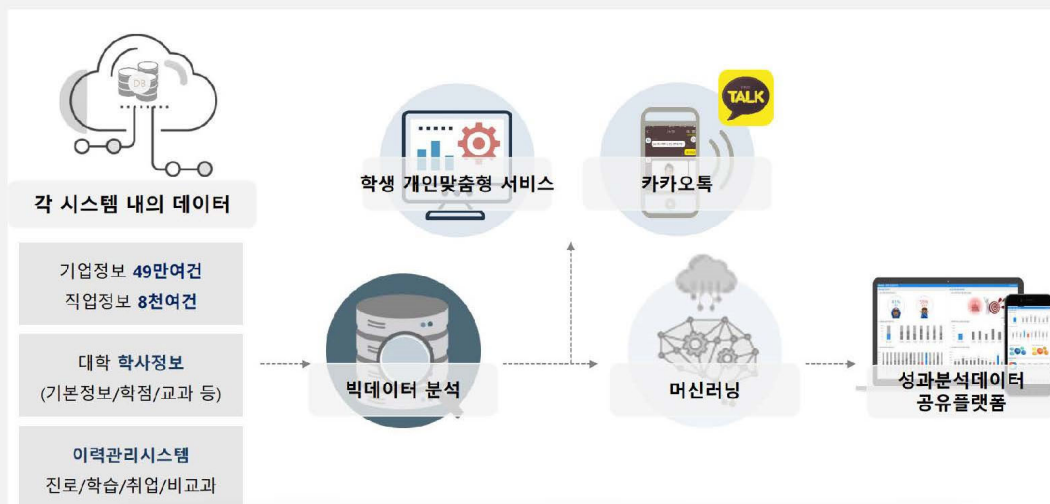 DB
각 시스템 내의 데이터
기업정보 49만여건
직업정보 8천여건
대학 학사정보
(기본정보/학점/교과 등)
이력관리시스템
진로/학습/취업/비교과
학생 개인맞춤형 서비스
TALK
카카오톡
빅데이터 분석
머신러닝
성과분석데이터
공유플랫폼